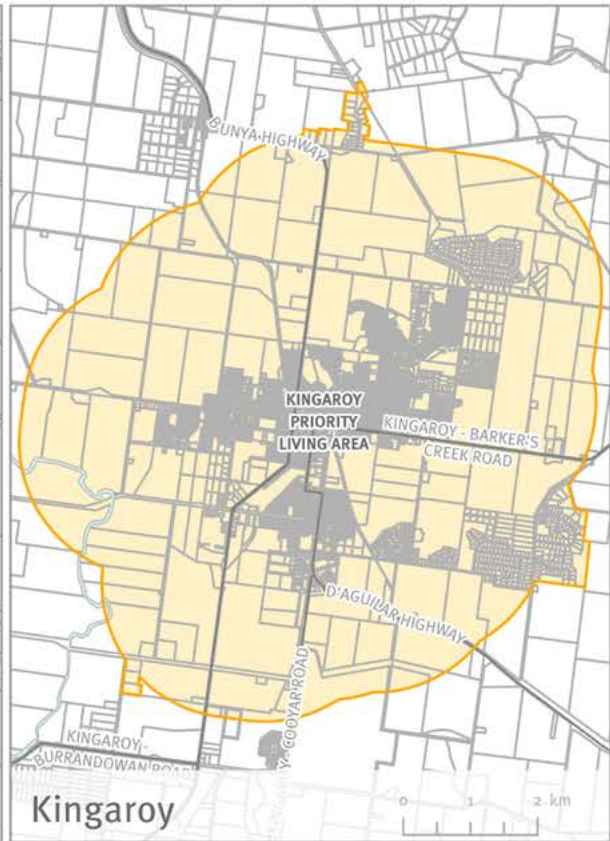 BUNYA HIGHWAY
KINGAROY
PRIORITY
LIVING AREA
KINGAROY - BARKER'S
CREEK ROAD
D'AGUILAR HIGHWAY
Y - COOYAR ROAD
KINGAROY -
BURRANDOWAN ROAD
Kingaroy
0 1 2 km